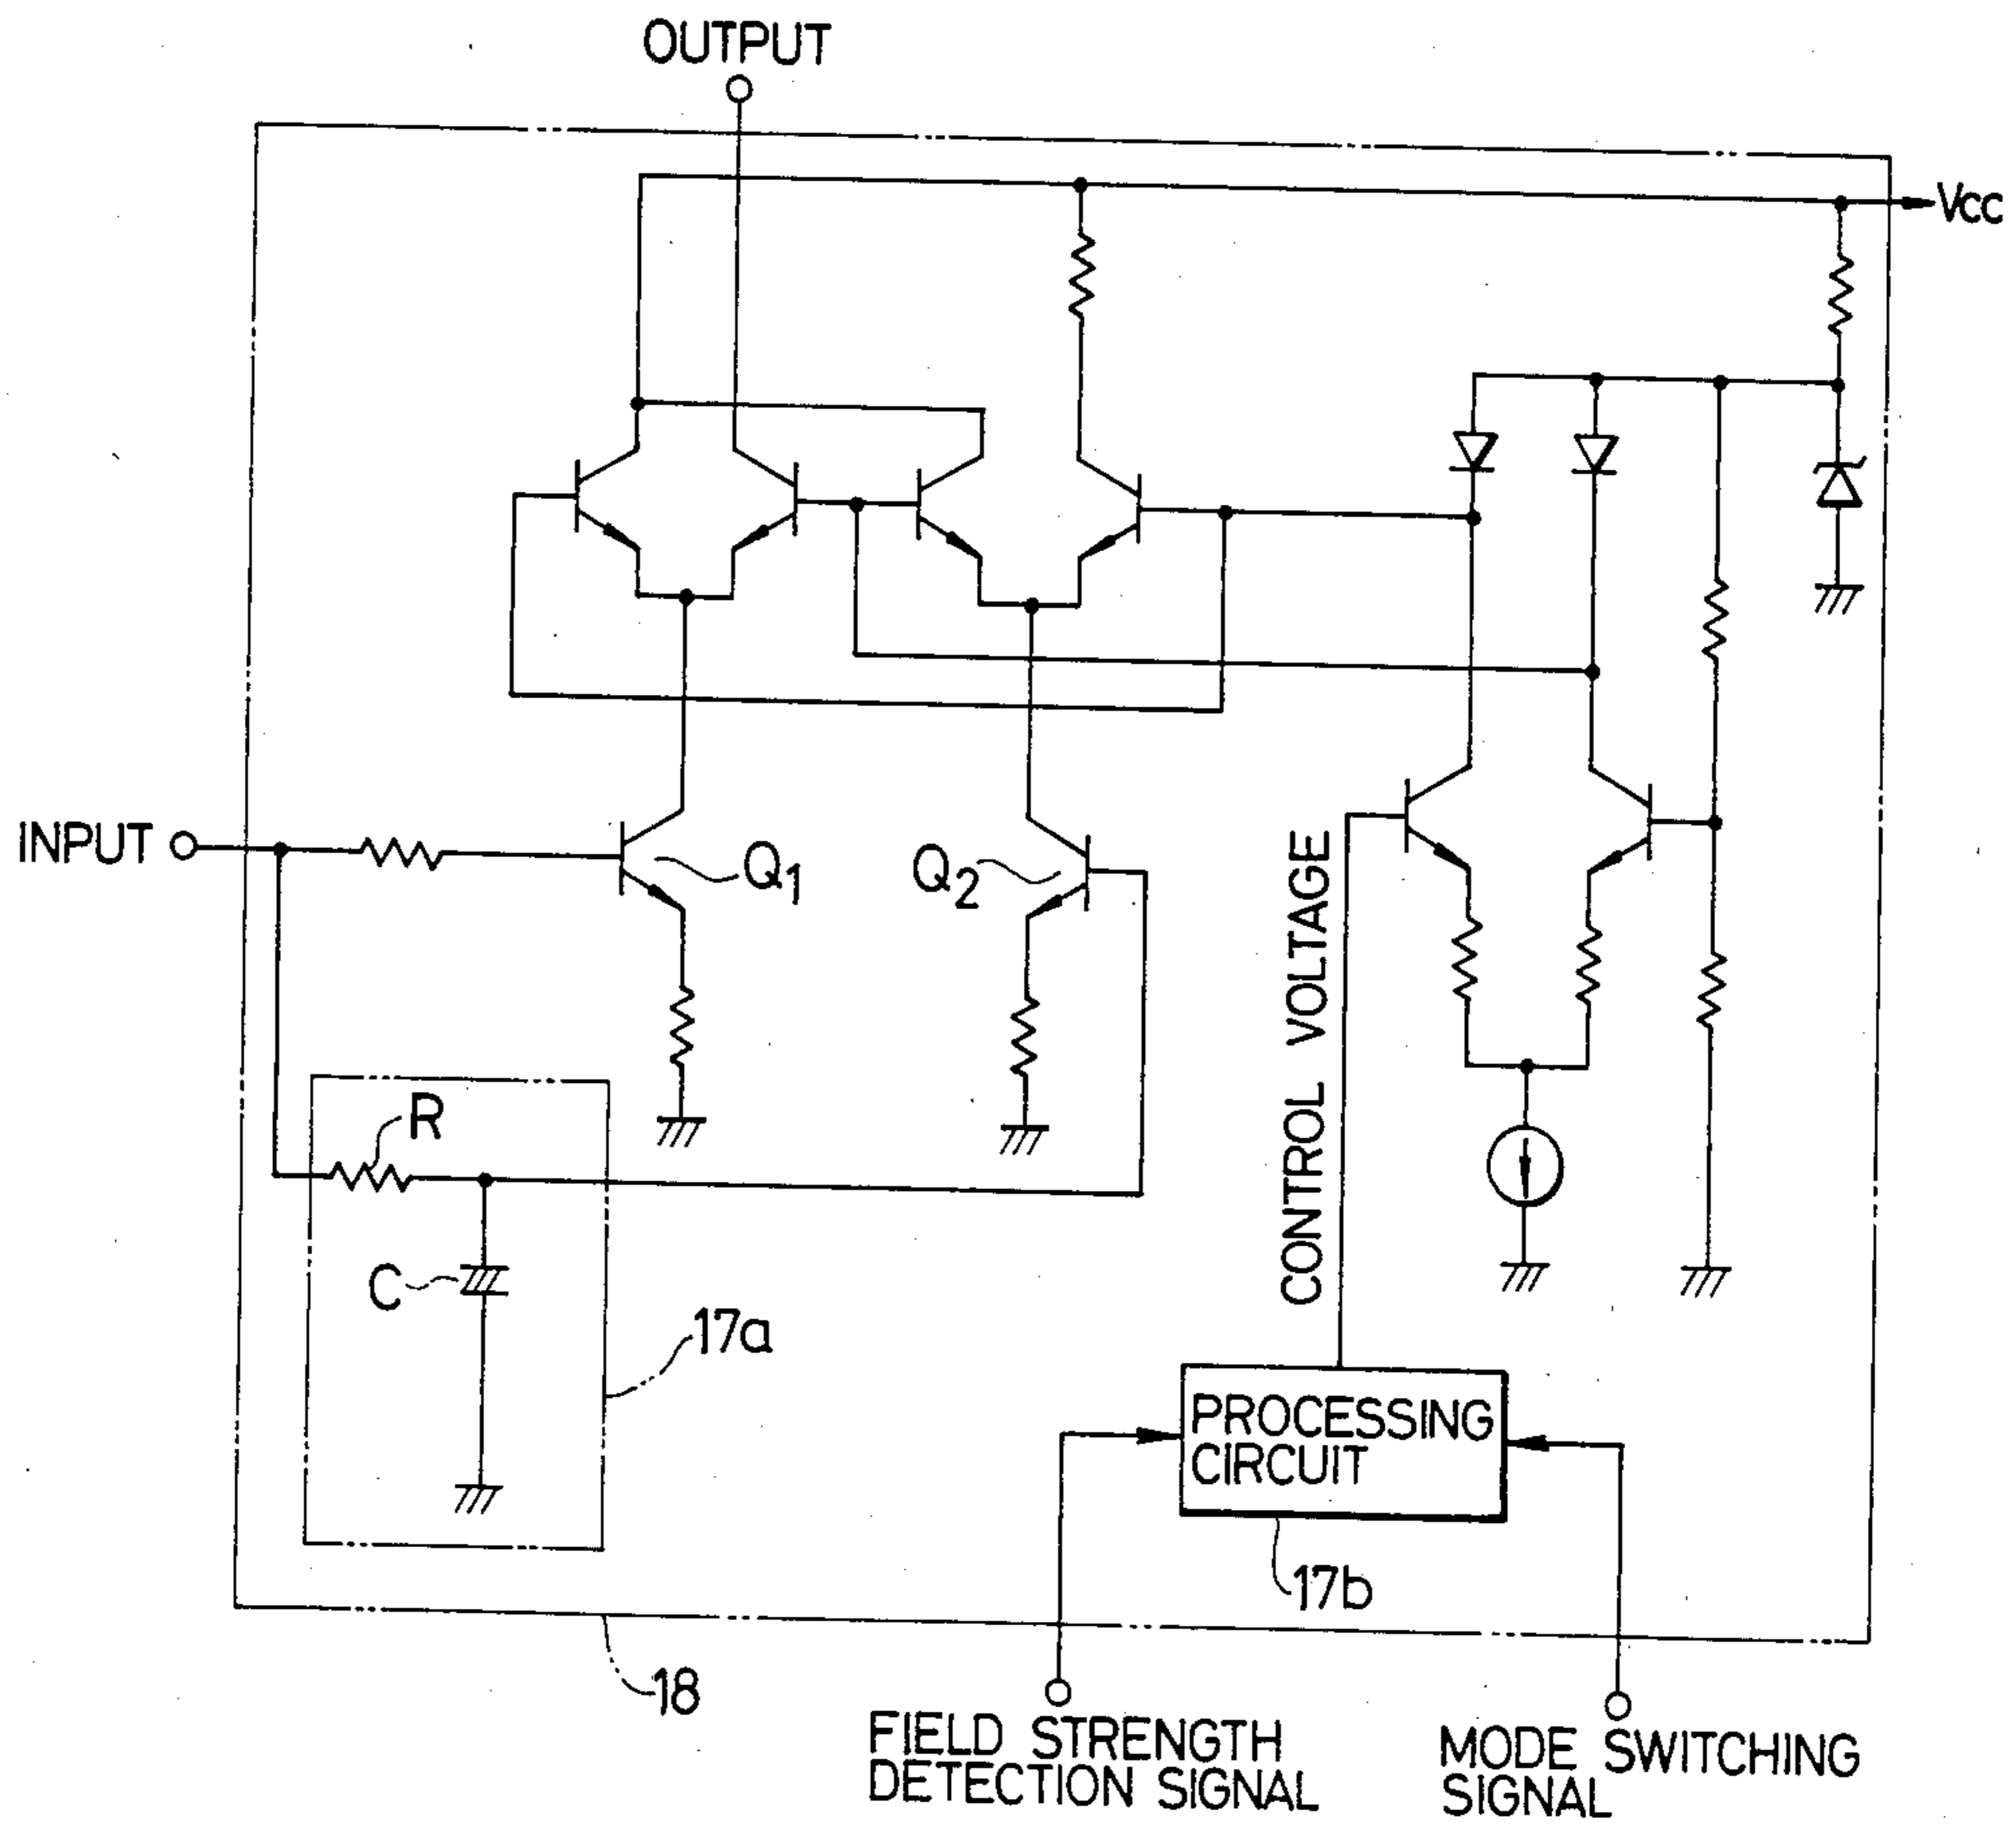 OUTPUT
Vcc
INPUT
Q1
Q2
CONTROL VOLTAGE
R
C
17a
PROCESSING
CIRCUIT
17b
18
FIELD STRENGTH
DETECTION SIGNAL
MODE SWITCHING
SIGNAL